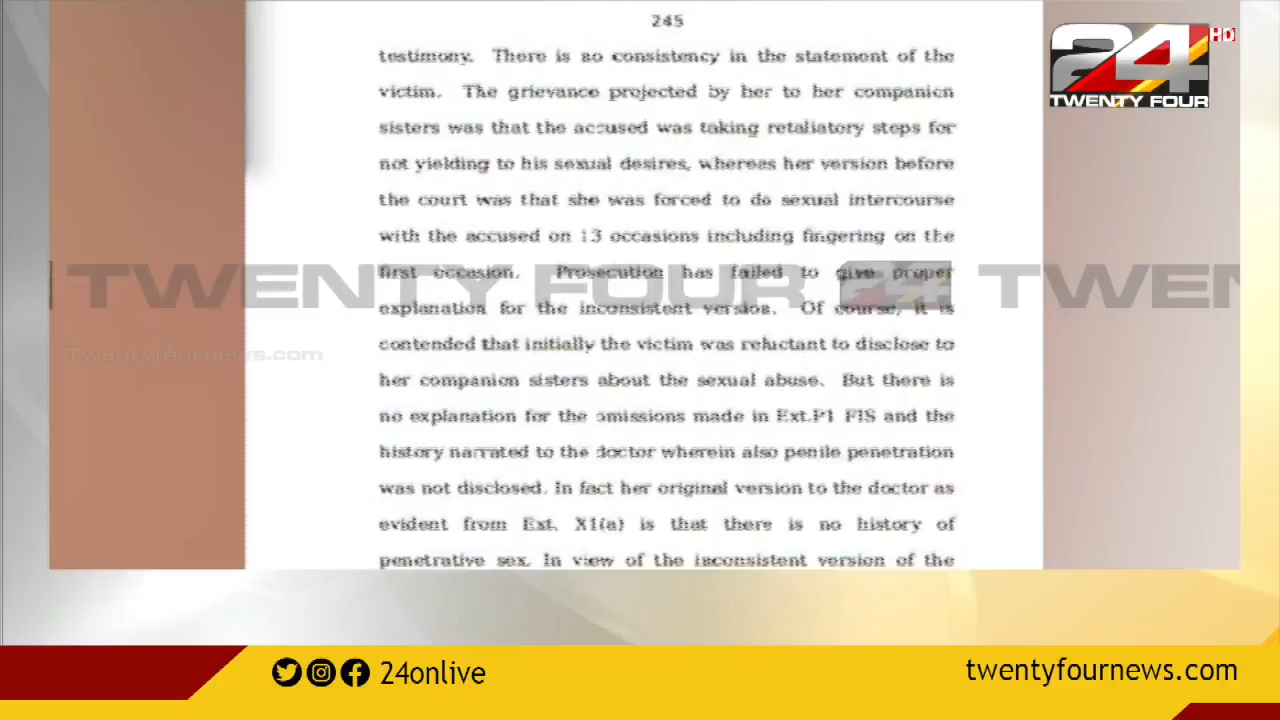 245
testimony. There is no consistency in the statement of the
victim. The grievance projected by her to her companion
sisters was that the accused was taking retaliatory steps for
not yielding to his sexual desires, whereas her version before
the court was that she was forced to do sexual intercourse
with the accused on 13 occasions including fingering on the
first occasion. Prosecution has failed to give proper
explanation for the inconsistent version. Of course, it is
contended that initially the victim was reluctant to disclose to
her companion sisters about the sexual abuse. But there is
no explanation for the omissions made in Ext.P1 FIS and the
history narrated to the doctor wherein also penile penetration
was not disclosed. In fact her original version to the doctor as
evident from Ext. X1(a) is that there is no history of
penetrative sex. In view of the inconsistent version of the
24 HD
TWENTY FOUR
TWENTY FOUR 24 TWEN
Twentyfournews.com
24onlive
twentyfournews.com